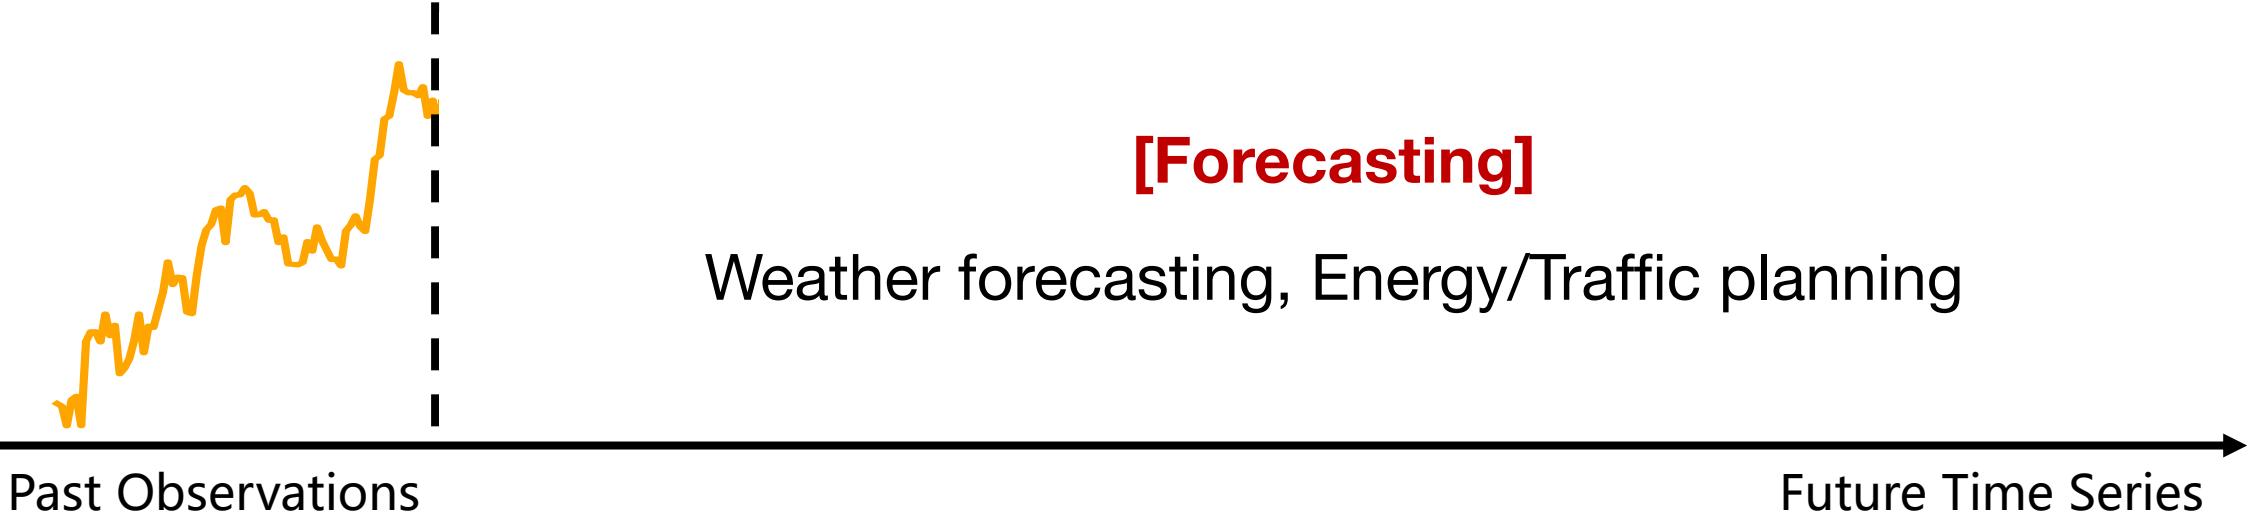 [Forecasting]
Weather forecasting, Energy/Traffic planning
Past Observations
Future Time Series